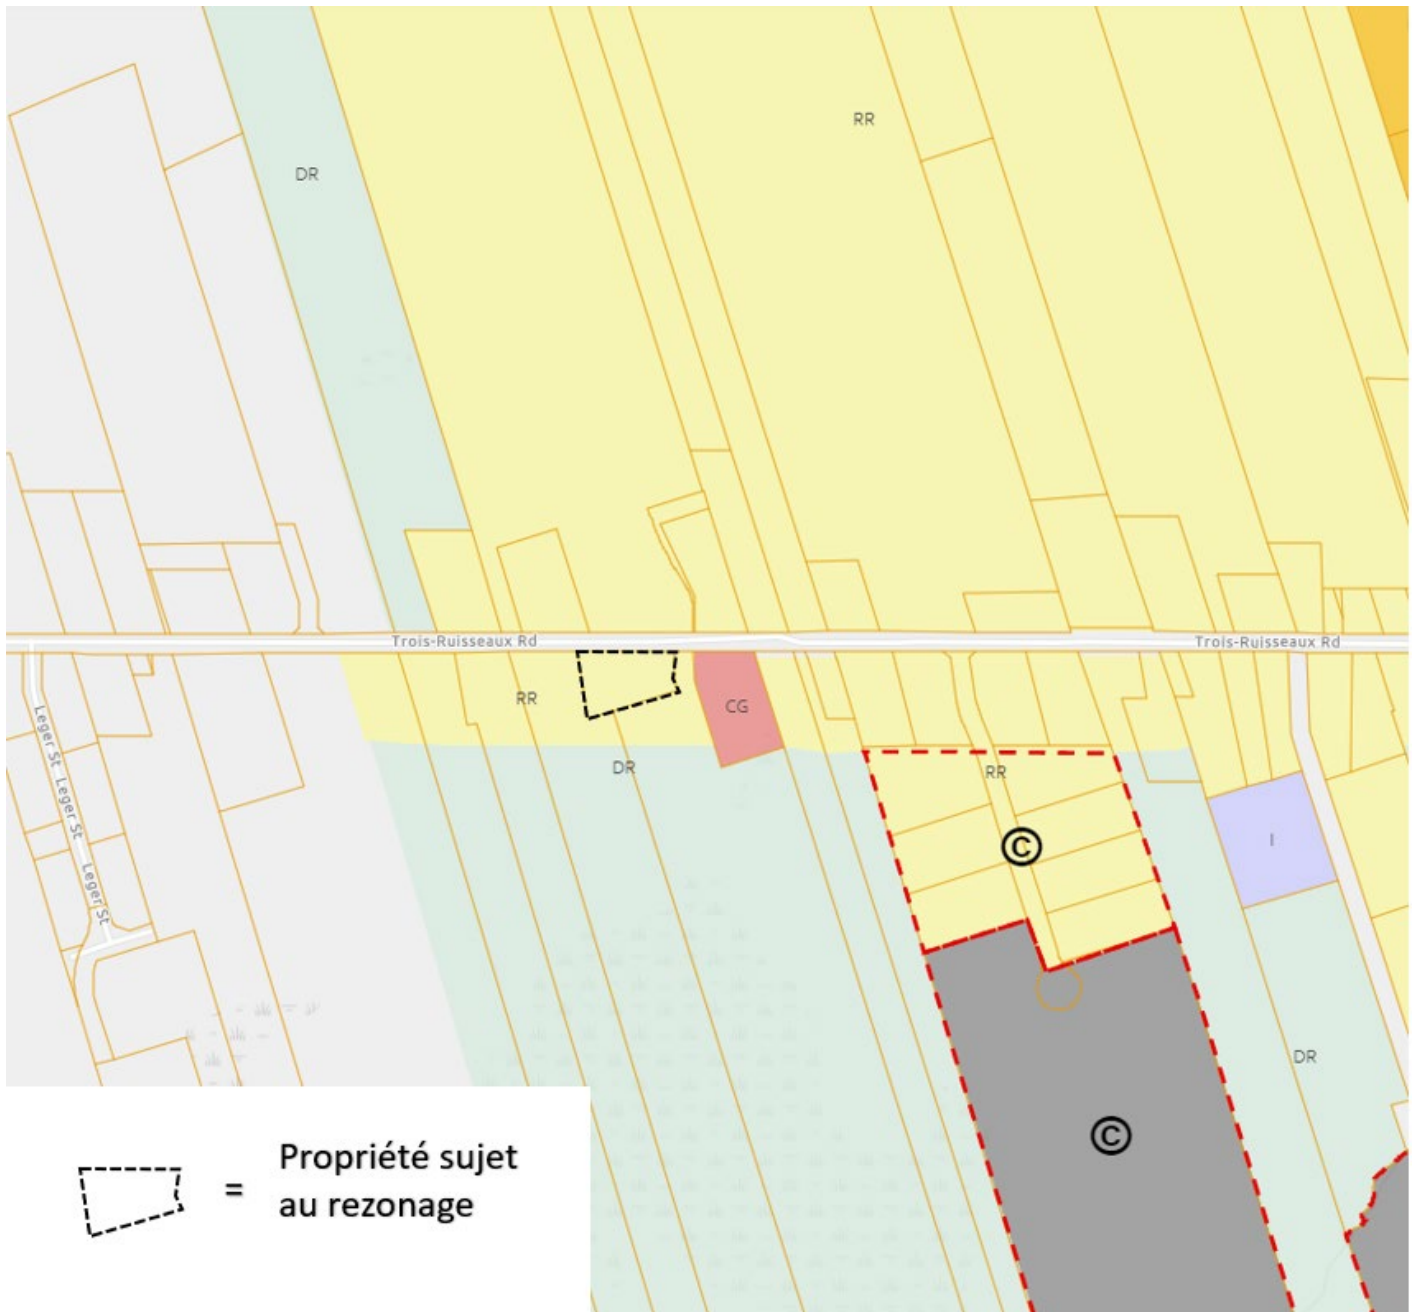 RR
DR
Trois-Ruisseaux Rd
Trois-Ruisseaux Rd
RR
CG
Leger St
DR
RR
Leger St
©
I
Leger St
DR
©
Propriété sujet
=
au rezonage